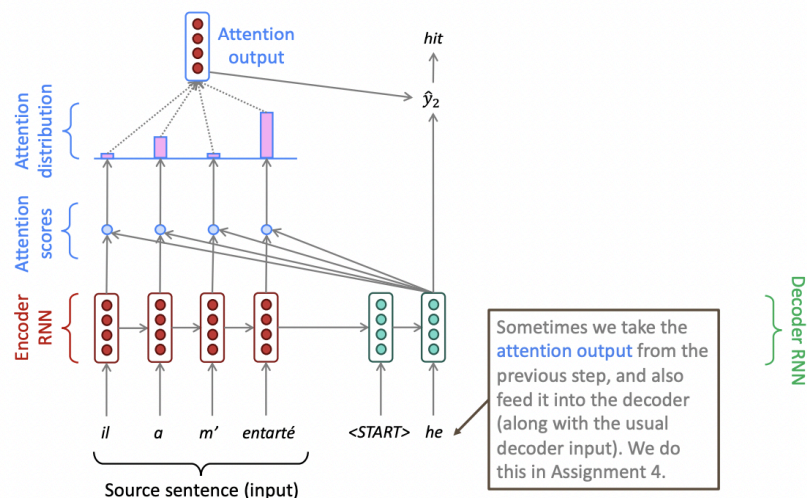 Attention
output
hit
ŷ₂
Attention
distribution
Attention
scores
Encoder
RNN
Decoder RNN
Sometimes we take the
attention output from the
previous step, and also
feed it into the decoder
(along with the usual
decoder input). We do
this in Assignment 4.
il a m’ entarté <START> he
Source sentence (input)